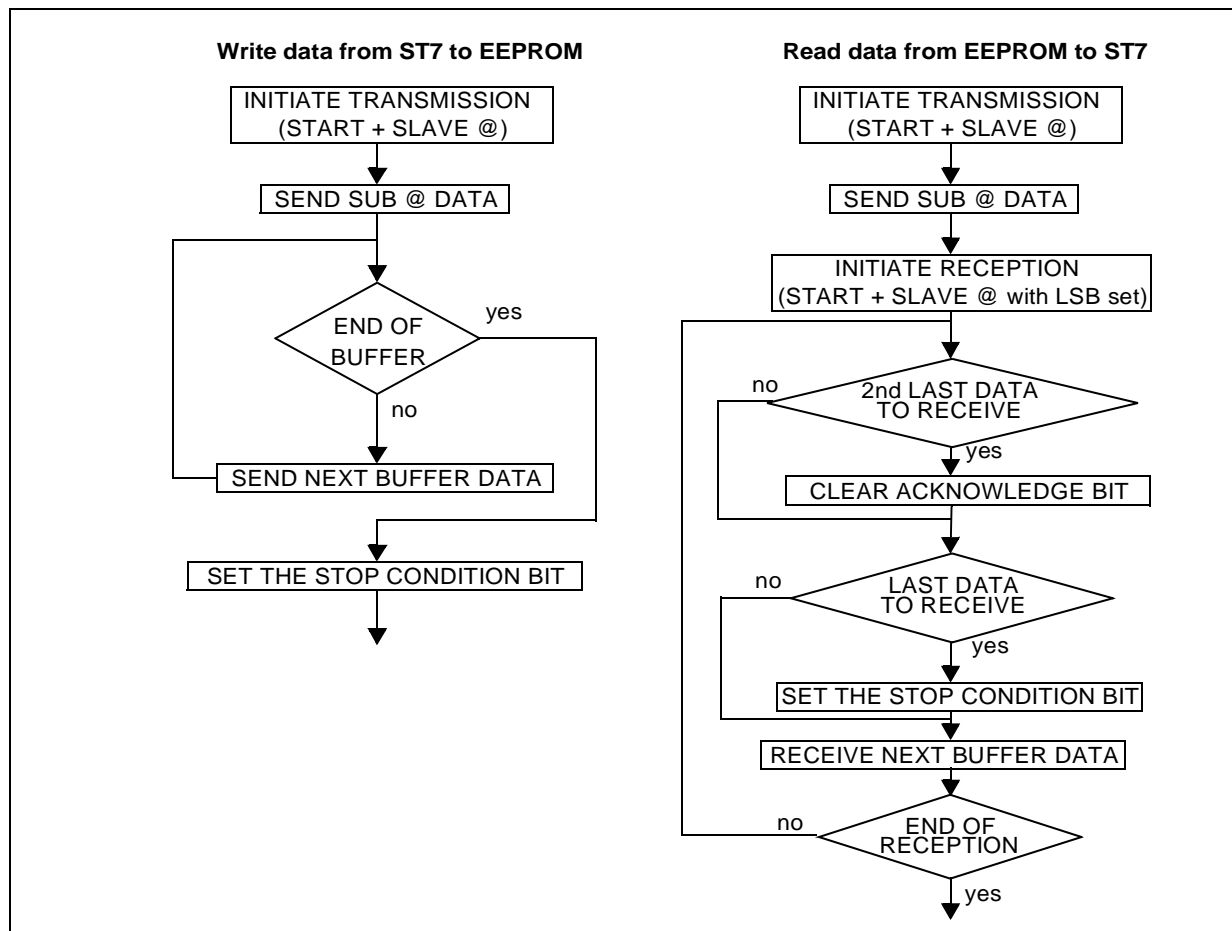 Write data from ST7 to EEPROM
INITIATE TRANSMISSION
(START + SLAVE @)
SEND SUB @ DATA
END OF
BUFFER
yes
no
SEND NEXT BUFFER DATA
SET THE STOP CONDITION BIT
Read data from EEPROM to ST7
INITIATE TRANSMISSION
(START + SLAVE @)
SEND SUB @ DATA
INITIATE RECEPTION
(START + SLAVE @ with LSB set)
no
2nd LAST DATA
TO RECEIVE
yes
CLEAR ACKNOWLEDGE BIT
no
LAST DATA
TO RECEIVE
yes
SET THE STOP CONDITION BIT
RECEIVE NEXT BUFFER DATA
no
END OF
RECEPTION
yes